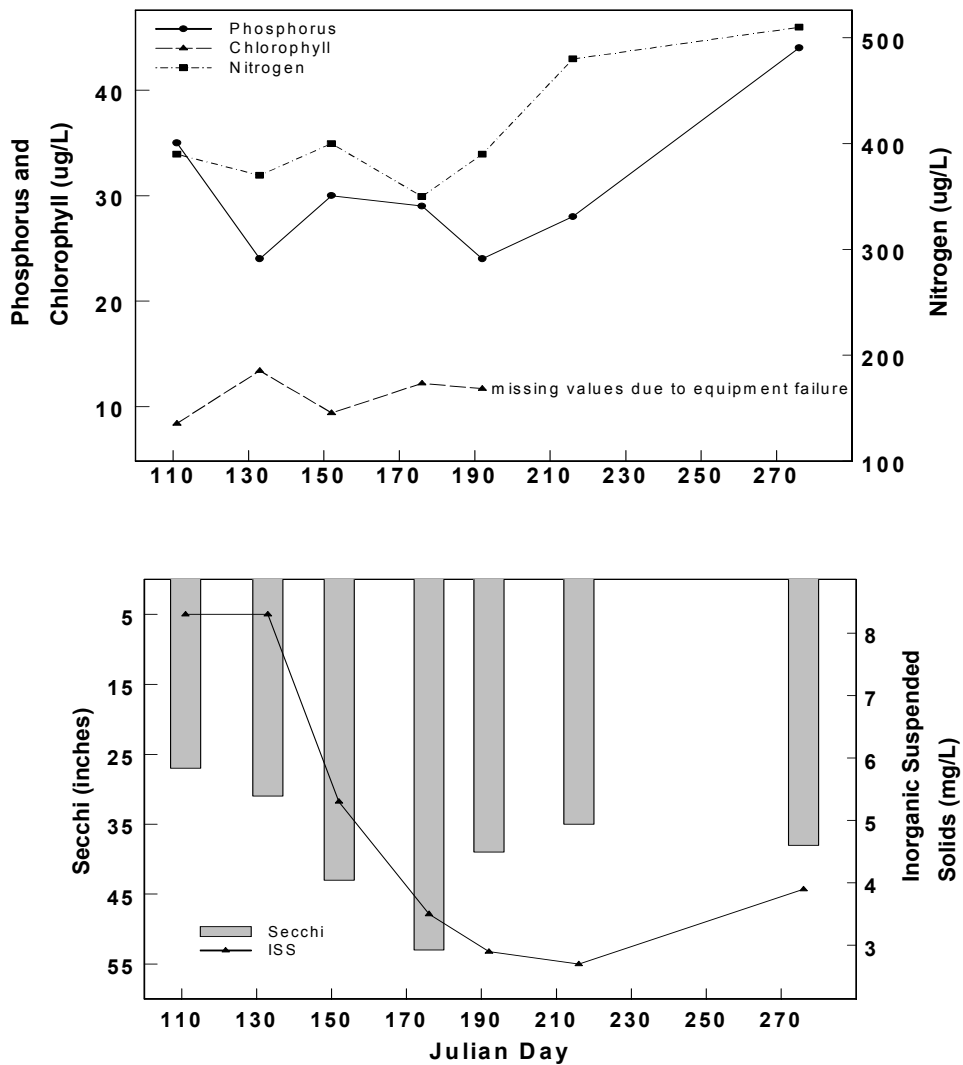 Phosphorus
Chlorophyll
Nitrogen
Phosphorus and
Chlorophyll (ug/L)
40
30
20
10
500
400
300
200
100
Nitrogen (ug/L)
missing values due to equipment failure
110 130 150 170 190 210 230 250 270
Secchi (inches)
5
15
25
35
45
55
Secchi
ISS
8
7
6
5
4
3
Inorganic Suspended
Solids (mg/L)
110 130 150 170 190 210 230 250 270
Julian Day